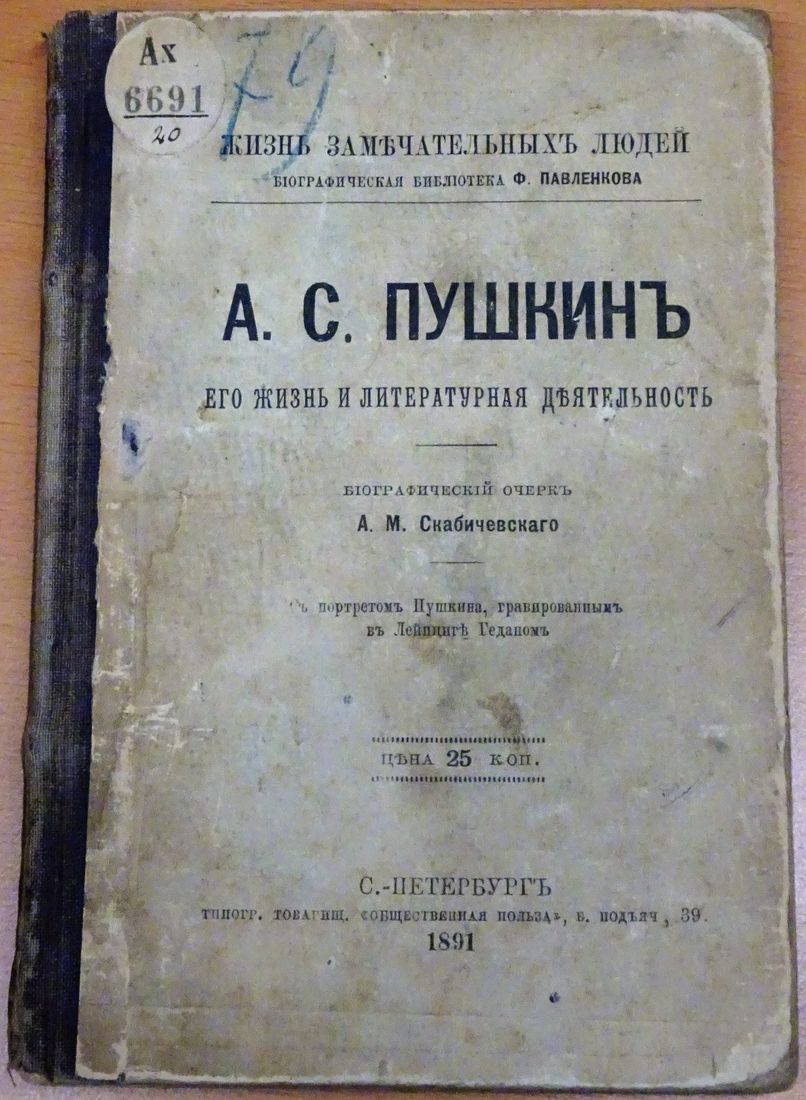 Ах
6691
20
79
ЖИЗНЬ ЗАМѢЧАТЕЛЬНЫХЪ ЛЮДЕЙ
БІОГРАФИЧЕСКАЯ БИБЛІОТЕКА Ф. ПАВЛЕНКОВА
А. С. ПУШКИНЪ
ЕГО ЖИЗНЬ И ЛИТЕРАТУРНАЯ ДѢЯТЕЛЬНОСТЬ
БІОГРАФИЧЕСКІЙ ОЧЕРКЪ
А. М. Скабичевскаго
Съ портретомъ Пушкина, гравированнымъ
въ Лейпцигѣ Геданомъ
ЦѢНА 25 КОП.
С.-ПЕТЕРБУРГЪ
ТИПОГР. ТОВАРИЩ. «ОБЩЕСТВЕННАЯ ПОЛЬЗА», Б. ПОДЪЯЧ, 39.
1891